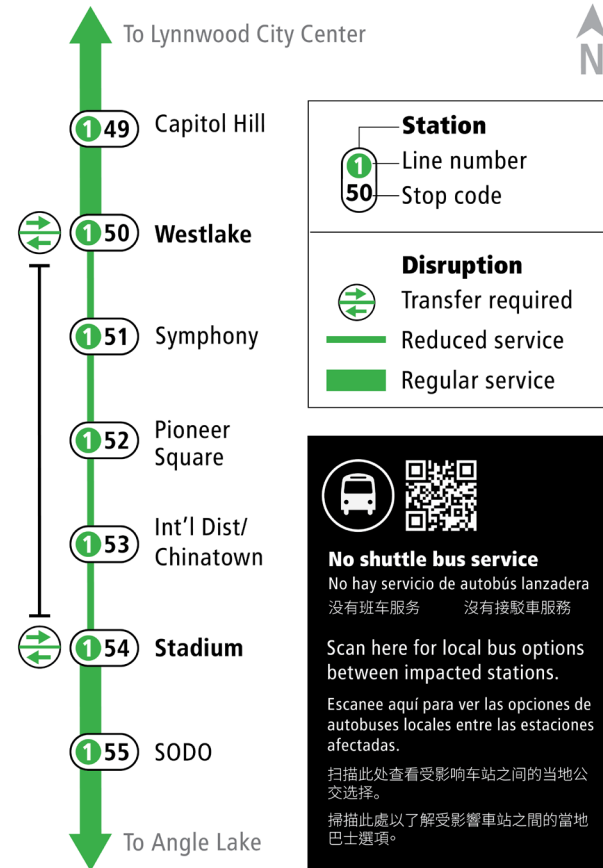 To Lynnwood City Center
N
1 49 Capitol Hill
1 50 Westlake
1 51 Symphony
1 52 Pioneer
Square
1 53 Int'l Dist/
Chinatown
1 54 Stadium
1 55 SODO
To Angle Lake
Station
1 Line number
50 Stop code
Disruption
Transfer required
Reduced service
Regular service
No shuttle bus service
No hay servicio de autobús lanzadera
没有班车服务 沒有接駁車服務
Scan here for local bus options
between impacted stations.
Escanee aquí para ver las opciones de
autobuses locales entre las estaciones
afectadas.
扫描此处查看受影响车站之间的当地公
交选择。
掃描此處以了解受影響車站之間的當地
巴士選項。